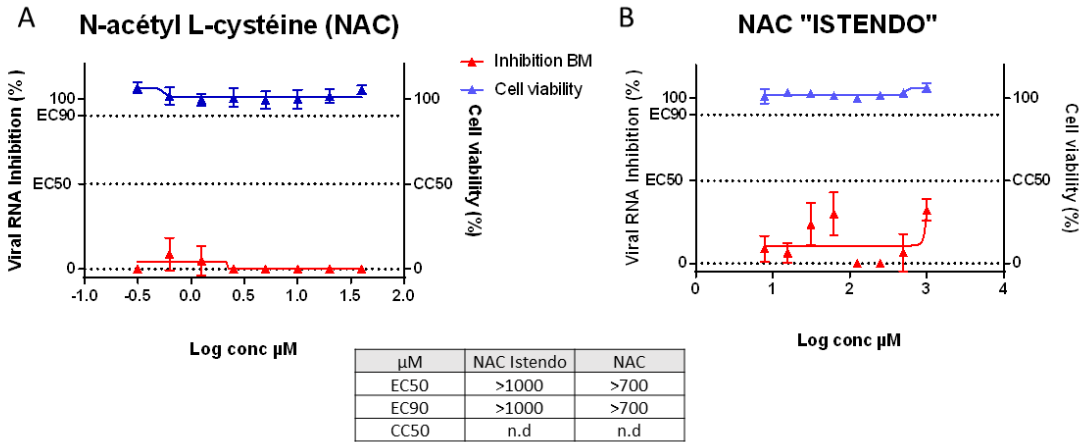 A
N-acétyl L-cystéine (NAC)
Viral RNA Inhibition (%)
100
EC90
EC50
0
100
CC50
0
Cell viability (%)
-1.0 -0.5 0.0 0.5 1.0 1.5 2.0
Log conc µM
Inhibition BM
Cell viability
B
NAC "ISTENDO"
Viral RNA Inhibition (%)
100
EC90
EC50
0
100
CC50
0
Cell viability (%)
0 1 2 3 4
Log conc µM
µM NAC Istendo NAC
EC50 >1000 >700
EC90 >1000 >700
CC50 n.d n.d